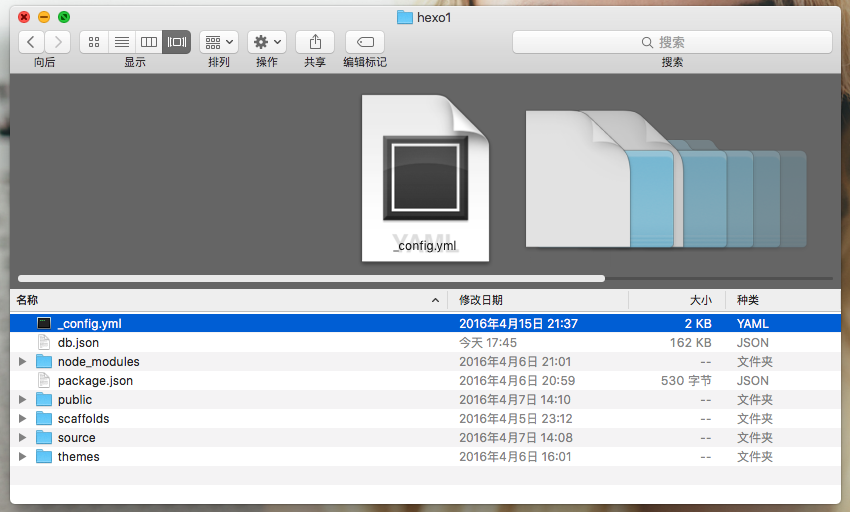 hexo1
搜索
向后 显示 排列 操作 共享 编辑标记 搜索
YAML
_config.yml
名称 修改日期 大小 种类
_config.yml 2016年4月15日 21:37 2 KB YAML
db.json 今天 17:45 162 KB JSON
node_modules 2016年4月6日 21:01 -- 文件夹
package.json 2016年4月6日 20:59 530 字节 JSON
public 2016年4月7日 14:10 -- 文件夹
scaffolds 2016年4月5日 23:12 -- 文件夹
source 2016年4月7日 14:08 -- 文件夹
themes 2016年4月6日 16:01 -- 文件夹